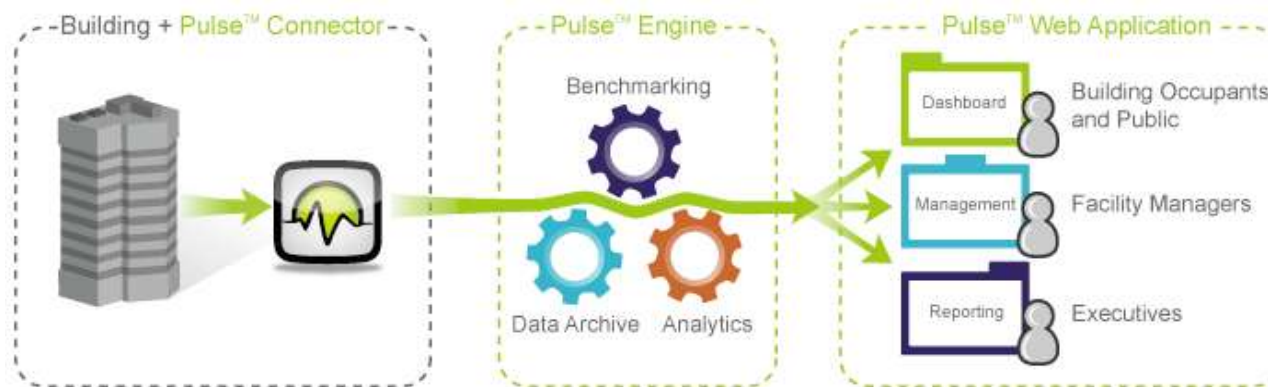 Building + Pulse™ Connector
Pulse™ Engine
Pulse™ Web Application
Benchmarking
Data Archive
Analytics
Dashboard
Building Occupants
and Public
Management
Facility Managers
Reporting
Executives